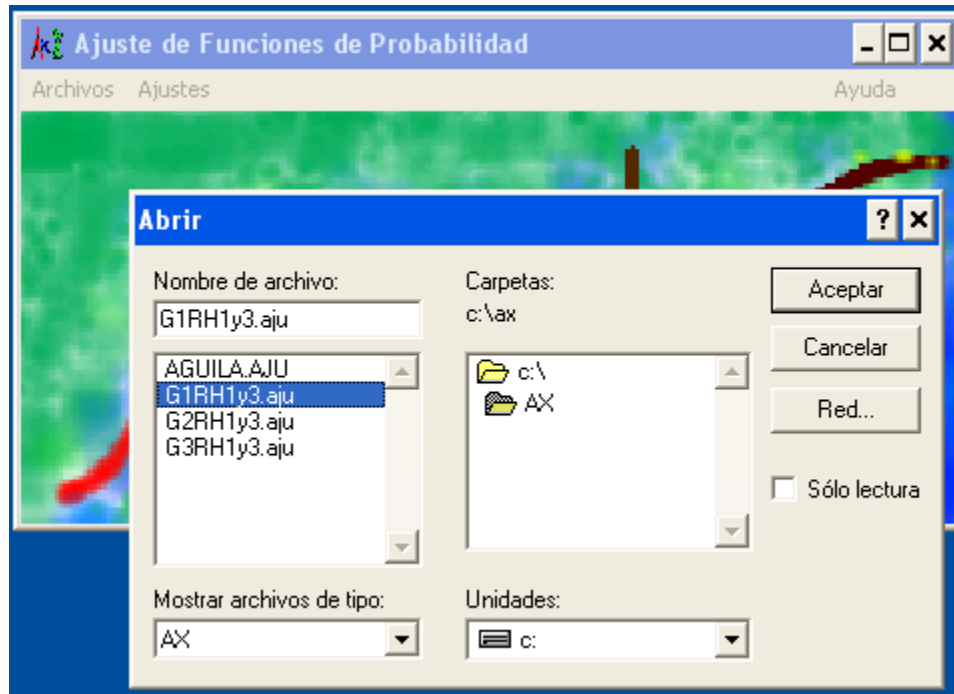 Ajuste de Funciones de Probabilidad
Archivos Ajustes Ayuda
Abrir
Nombre de archivo:
G1RH1y3.aju
AGUILA.AJU
G1RH1y3.aju
G2RH1y3.aju
G3RH1y3.aju
Mostrar archivos de tipo:
AX
Carpetas:
c:\ax
c:\
AX
Unidades:
c:
Aceptar
Cancelar
Red...
Sólo lectura